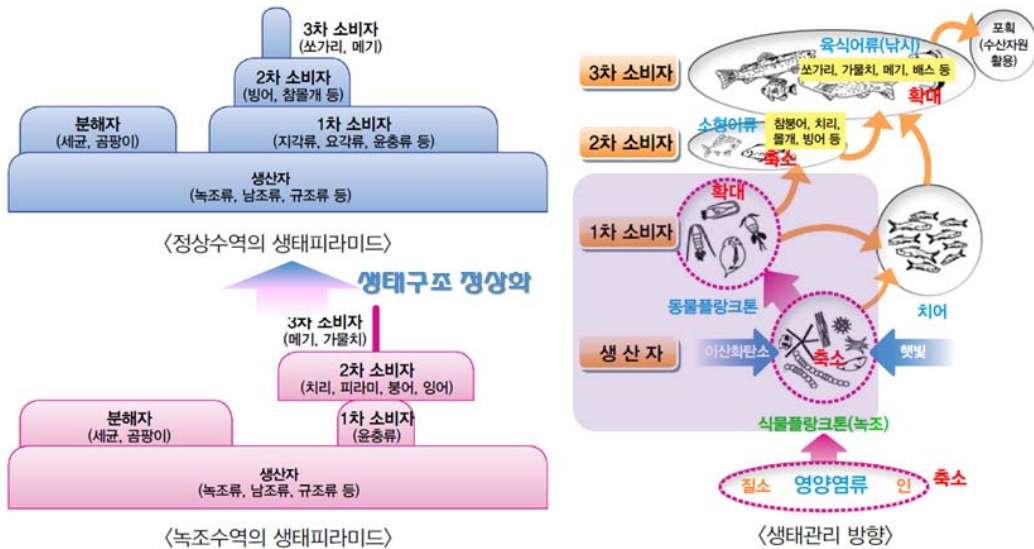 3차 소비자
(쏘가리, 메기)
2차 소비자
(빙어, 참몰개 등)
분해자
(세균, 곰팡이)
1차 소비자
(지각류, 요각류, 윤충류 등)
생산자
(녹조류, 남조류, 규조류 등)
〈정상수역의 생태피라미드〉
생태구조 정상화
3차 소비자
(메기, 가물치)
2차 소비자
(치리, 피라미, 붕어, 잉어)
분해자
(세균, 곰팡이)
1차 소비자
(윤충류)
생산자
(녹조류, 남조류, 규조류 등)
〈녹조수역의 생태피라미드〉
포획
(수산자원
활용)
육식어류(낚시)
3차 소비자
쏘가리, 가물치, 메기, 배스 등
확대
소형어류
참붕어, 치리,
몰개, 빙어 등
2차 소비자
축소
확대
1차 소비자
동물플랑크톤
치어
생 산 자
이산화탄소
축소
햇빛
식물플랑크톤(녹조)
질소
영양염류
인
축소
〈생태관리 방향〉